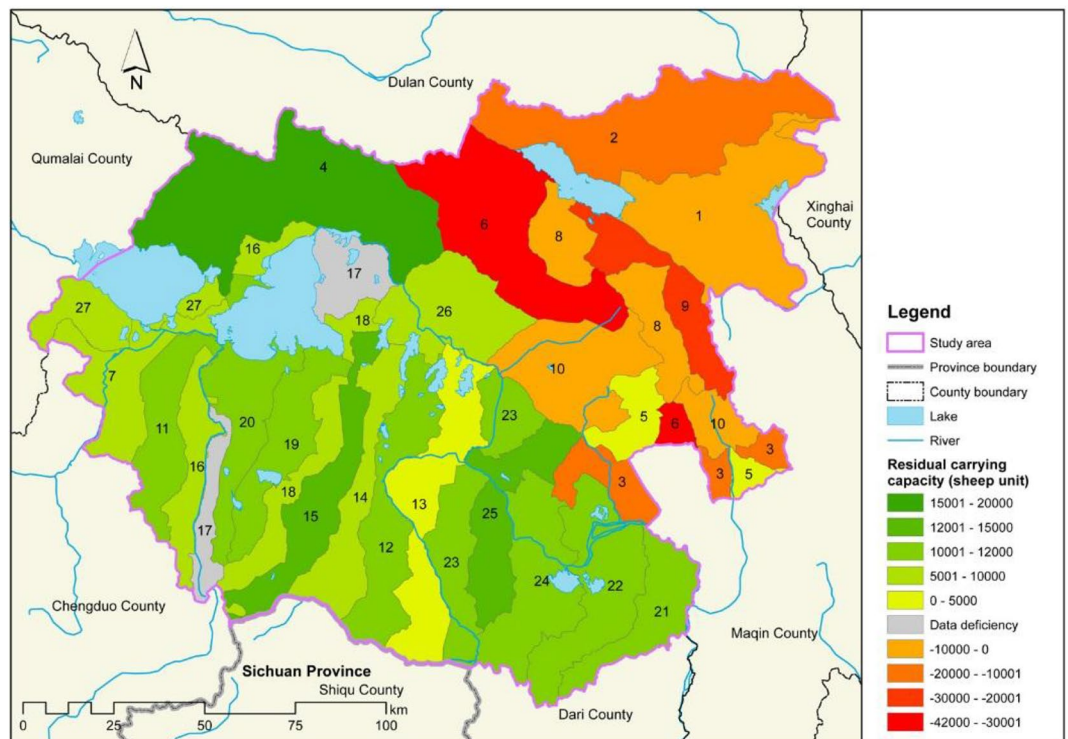 N
Dulan County
Qumalai County
Xinghai
County
2
4
1
6
8
16
17
9
27
27
26
18
8
7
10
11
20
23
5
6
10
19
16
3
3
5
18
14
13
3
15
25
17
12
23
24
22
21
Chengduo County
Maqin County
Sichuan Province
Shiqu County
Dari County
0 25 50 75 100
km
Legend
Study area
Province boundary
County boundary
Lake
River
Residual carrying
capacity (sheep unit)
15001 - 20000
12001 - 15000
10001 - 12000
5001 - 10000
0 - 5000
Data deficiency
-10000 - 0
-20000 - -10001
-30000 - -20001
-42000 - -30001